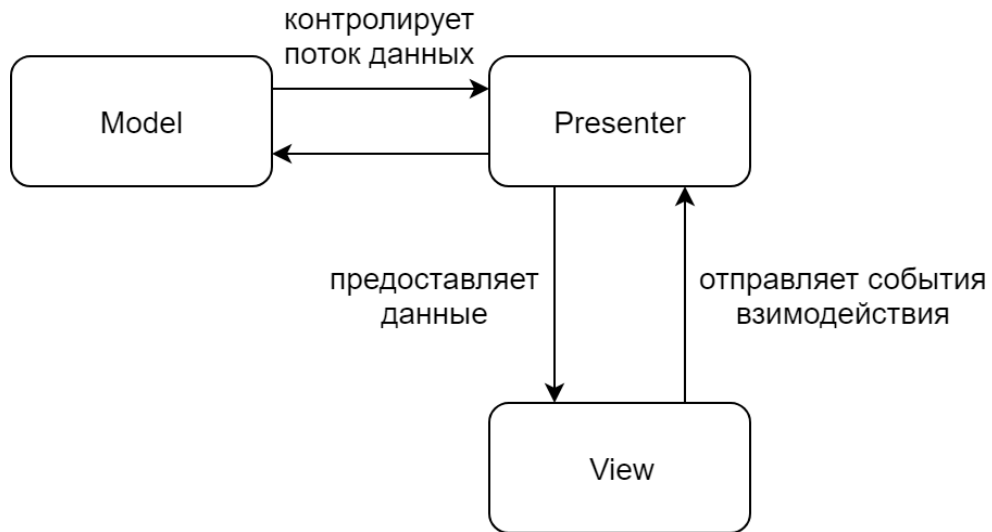 контролирует
поток данных
Model
Presenter
предоставляет
данные
отправляет события
взимодействия
View